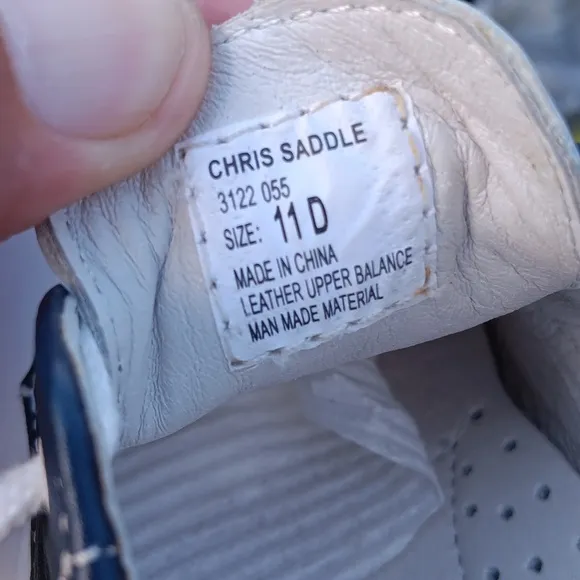 CHRIS SADDLE
3122 055
SIZE: 11 D
MADE IN CHINA
LEATHER UPPER BALANCE
MAN MADE MATERIAL